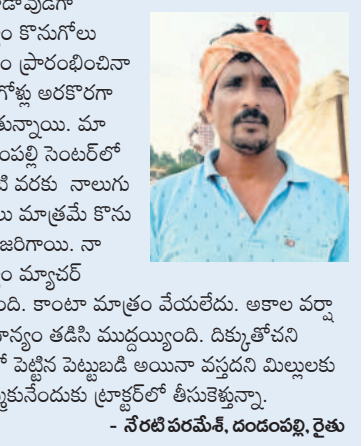 కొనుగోలు
ప్రారంభించినా
అరకొరగా
మా
సెంటర్‌లో
వరకు నాలుగు
మాత్రమే కొను
జరిగాయి. నా
మ్యాచర్
కాంటా మాత్రం వేయలేదు. అకాల వర్షా
తడిసి ముద్దయ్యింది. దిక్కుతోచని
పెట్టిన పెట్టుబడి అయినా వస్తదని మిల్లులకు
ట్రాక్టర్‌లో తీసుకెళ్తున్నా.
- నేరటి పరమేశ్, దండంపల్లి, రైతు